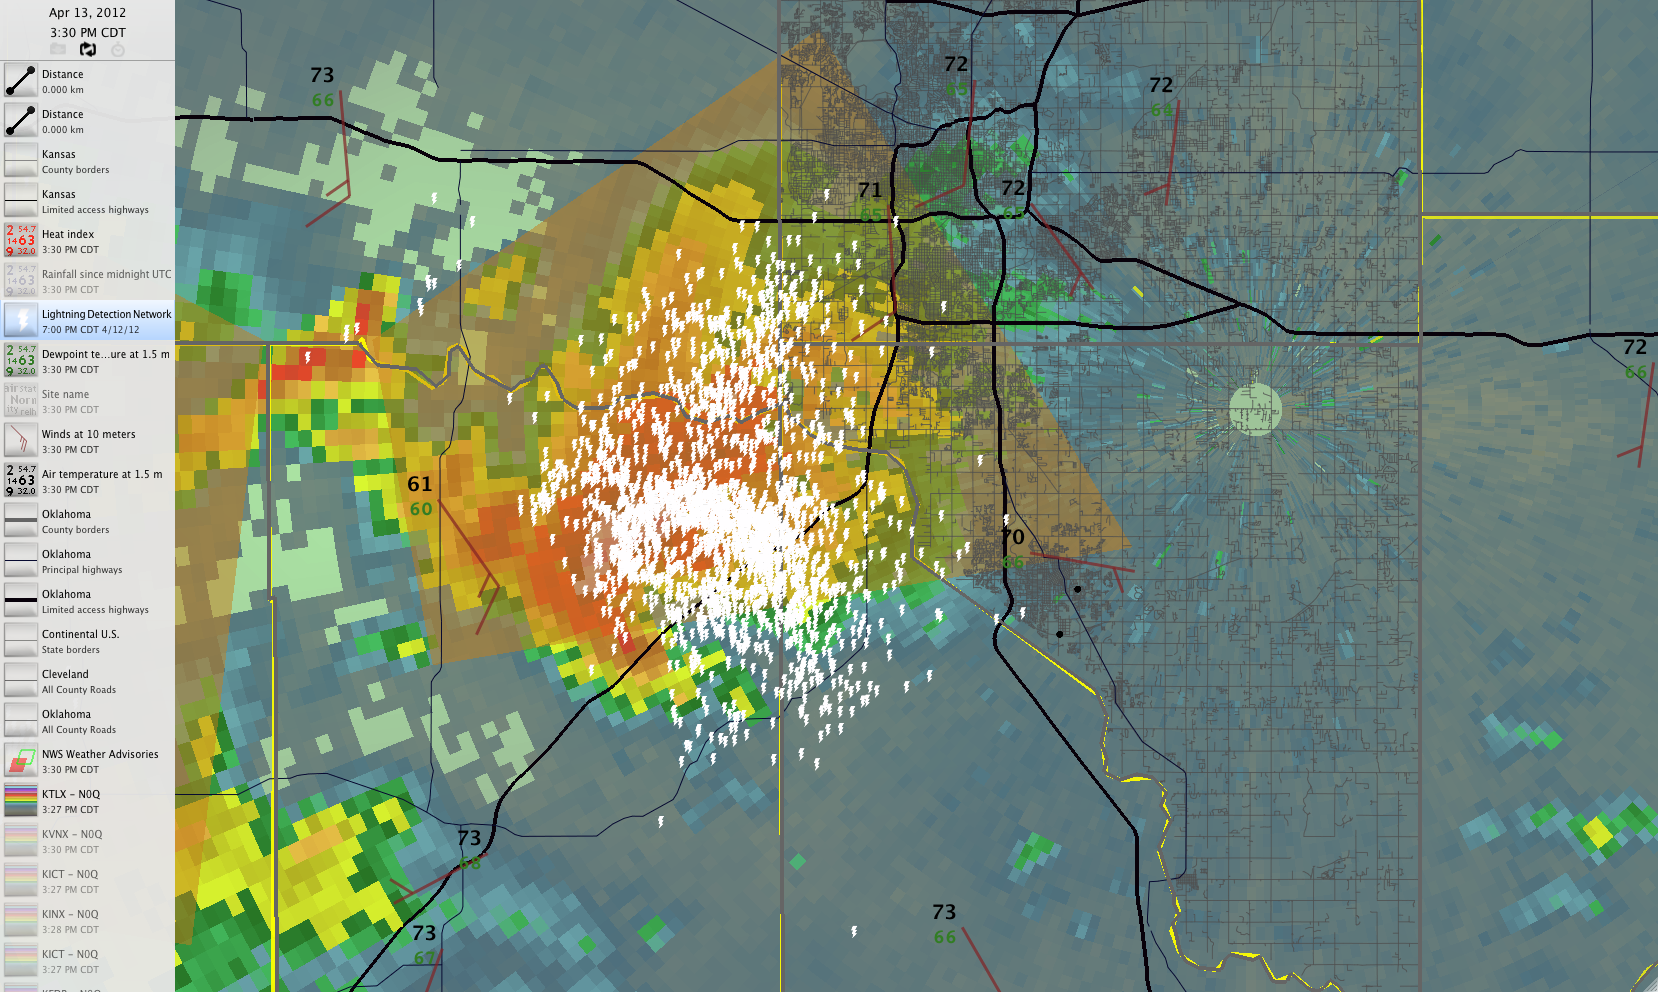 Apr 13, 2012
3:30 PM CDT
Distance
0.000 km
Distance
0.000 km
Kansas
County borders
Kansas
Limited access highways
Heat index
3:30 PM CDT
Rainfall since midnight UTC
3:30 PM CDT
Lightning Detection Network
7:00 PM CDT 4/12/12
Dewpoint te...ure at 1.5 m
3:30 PM CDT
Site name
3:30 PM CDT
Winds at 10 meters
3:30 PM CDT
Air temperature at 1.5 m
3:30 PM CDT
Oklahoma
County borders
Oklahoma
Principal highways
Oklahoma
Limited access highways
Continental U.S.
State borders
Cleveland
All County Roads
Oklahoma
All County Roads
NWS Weather Advisories
3:30 PM CDT
KTLX - N0Q
3:27 PM CDT
KVNX - N0Q
3:30 PM CDT
KICT - N0Q
3:27 PM CDT
KINX - N0Q
3:28 PM CDT
KICT - N0Q
3:27 PM CDT
73
66
72
65
72
64
71
65
72
72
66
61
60
70
73
68
73
67
73
66